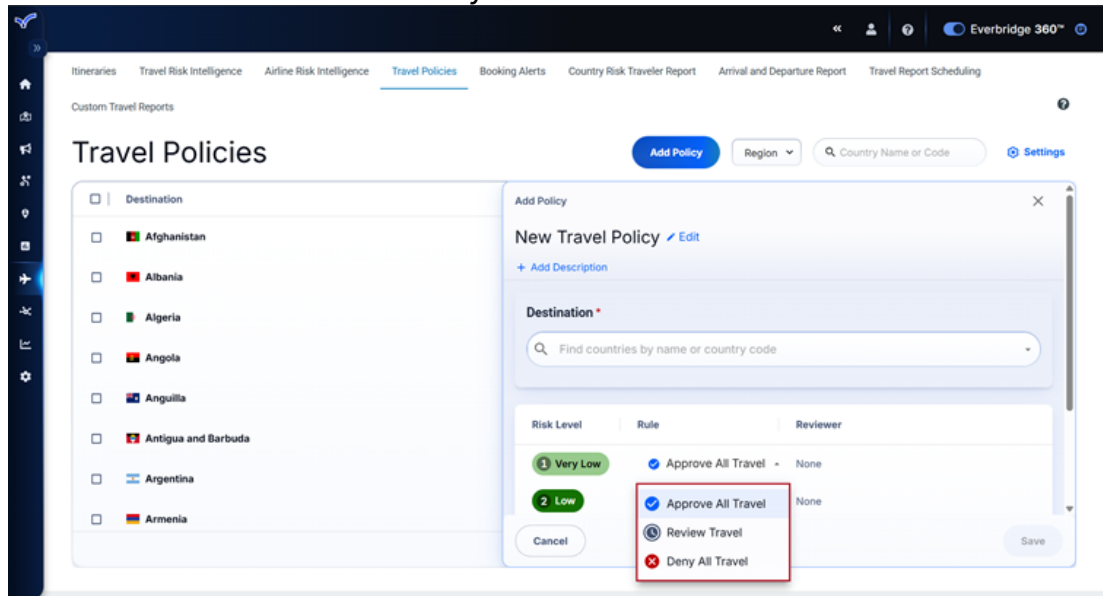 Everbridge 360™
Itineraries Travel Risk Intelligence Airline Risk Intelligence Travel Policies Booking Alerts Country Risk Traveler Report Arrival and Departure Report Travel Report Scheduling
Custom Travel Reports
Travel Policies
Add Policy
Region
Country Name or Code
Settings
Destination
Afghanistan
Albania
Algeria
Angola
Anguilla
Antigua and Barbuda
Argentina
Armenia
Add Policy
New Travel Policy Edit
+ Add Description
Destination *
Find countries by name or country code
Risk Level Rule Reviewer
1 Very Low Approve All Travel None
2 Low None
Approve All Travel
Review Travel
Deny All Travel
Cancel
Save